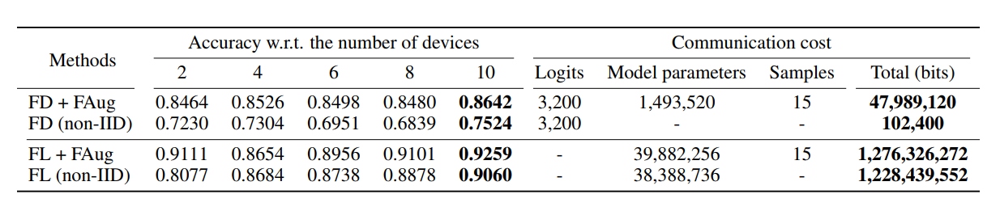 Methods Accuracy w.r.t. the number of devices Communication cost
2 4 6 8 10 Logits Model parameters Samples Total (bits)
FD + FAug 0.8464 0.8526 0.8498 0.8480 0.8642 3,200 1,493,520 15 47,989,120
FD (non-IID) 0.7230 0.7304 0.6951 0.6839 0.7524 3,200 - - 102,400
FL + FAug 0.9111 0.8654 0.8956 0.9101 0.9259 - 39,882,256 15 1,276,326,272
FL (non-IID) 0.8077 0.8684 0.8738 0.8878 0.9060 - 38,388,736 - 1,228,439,552